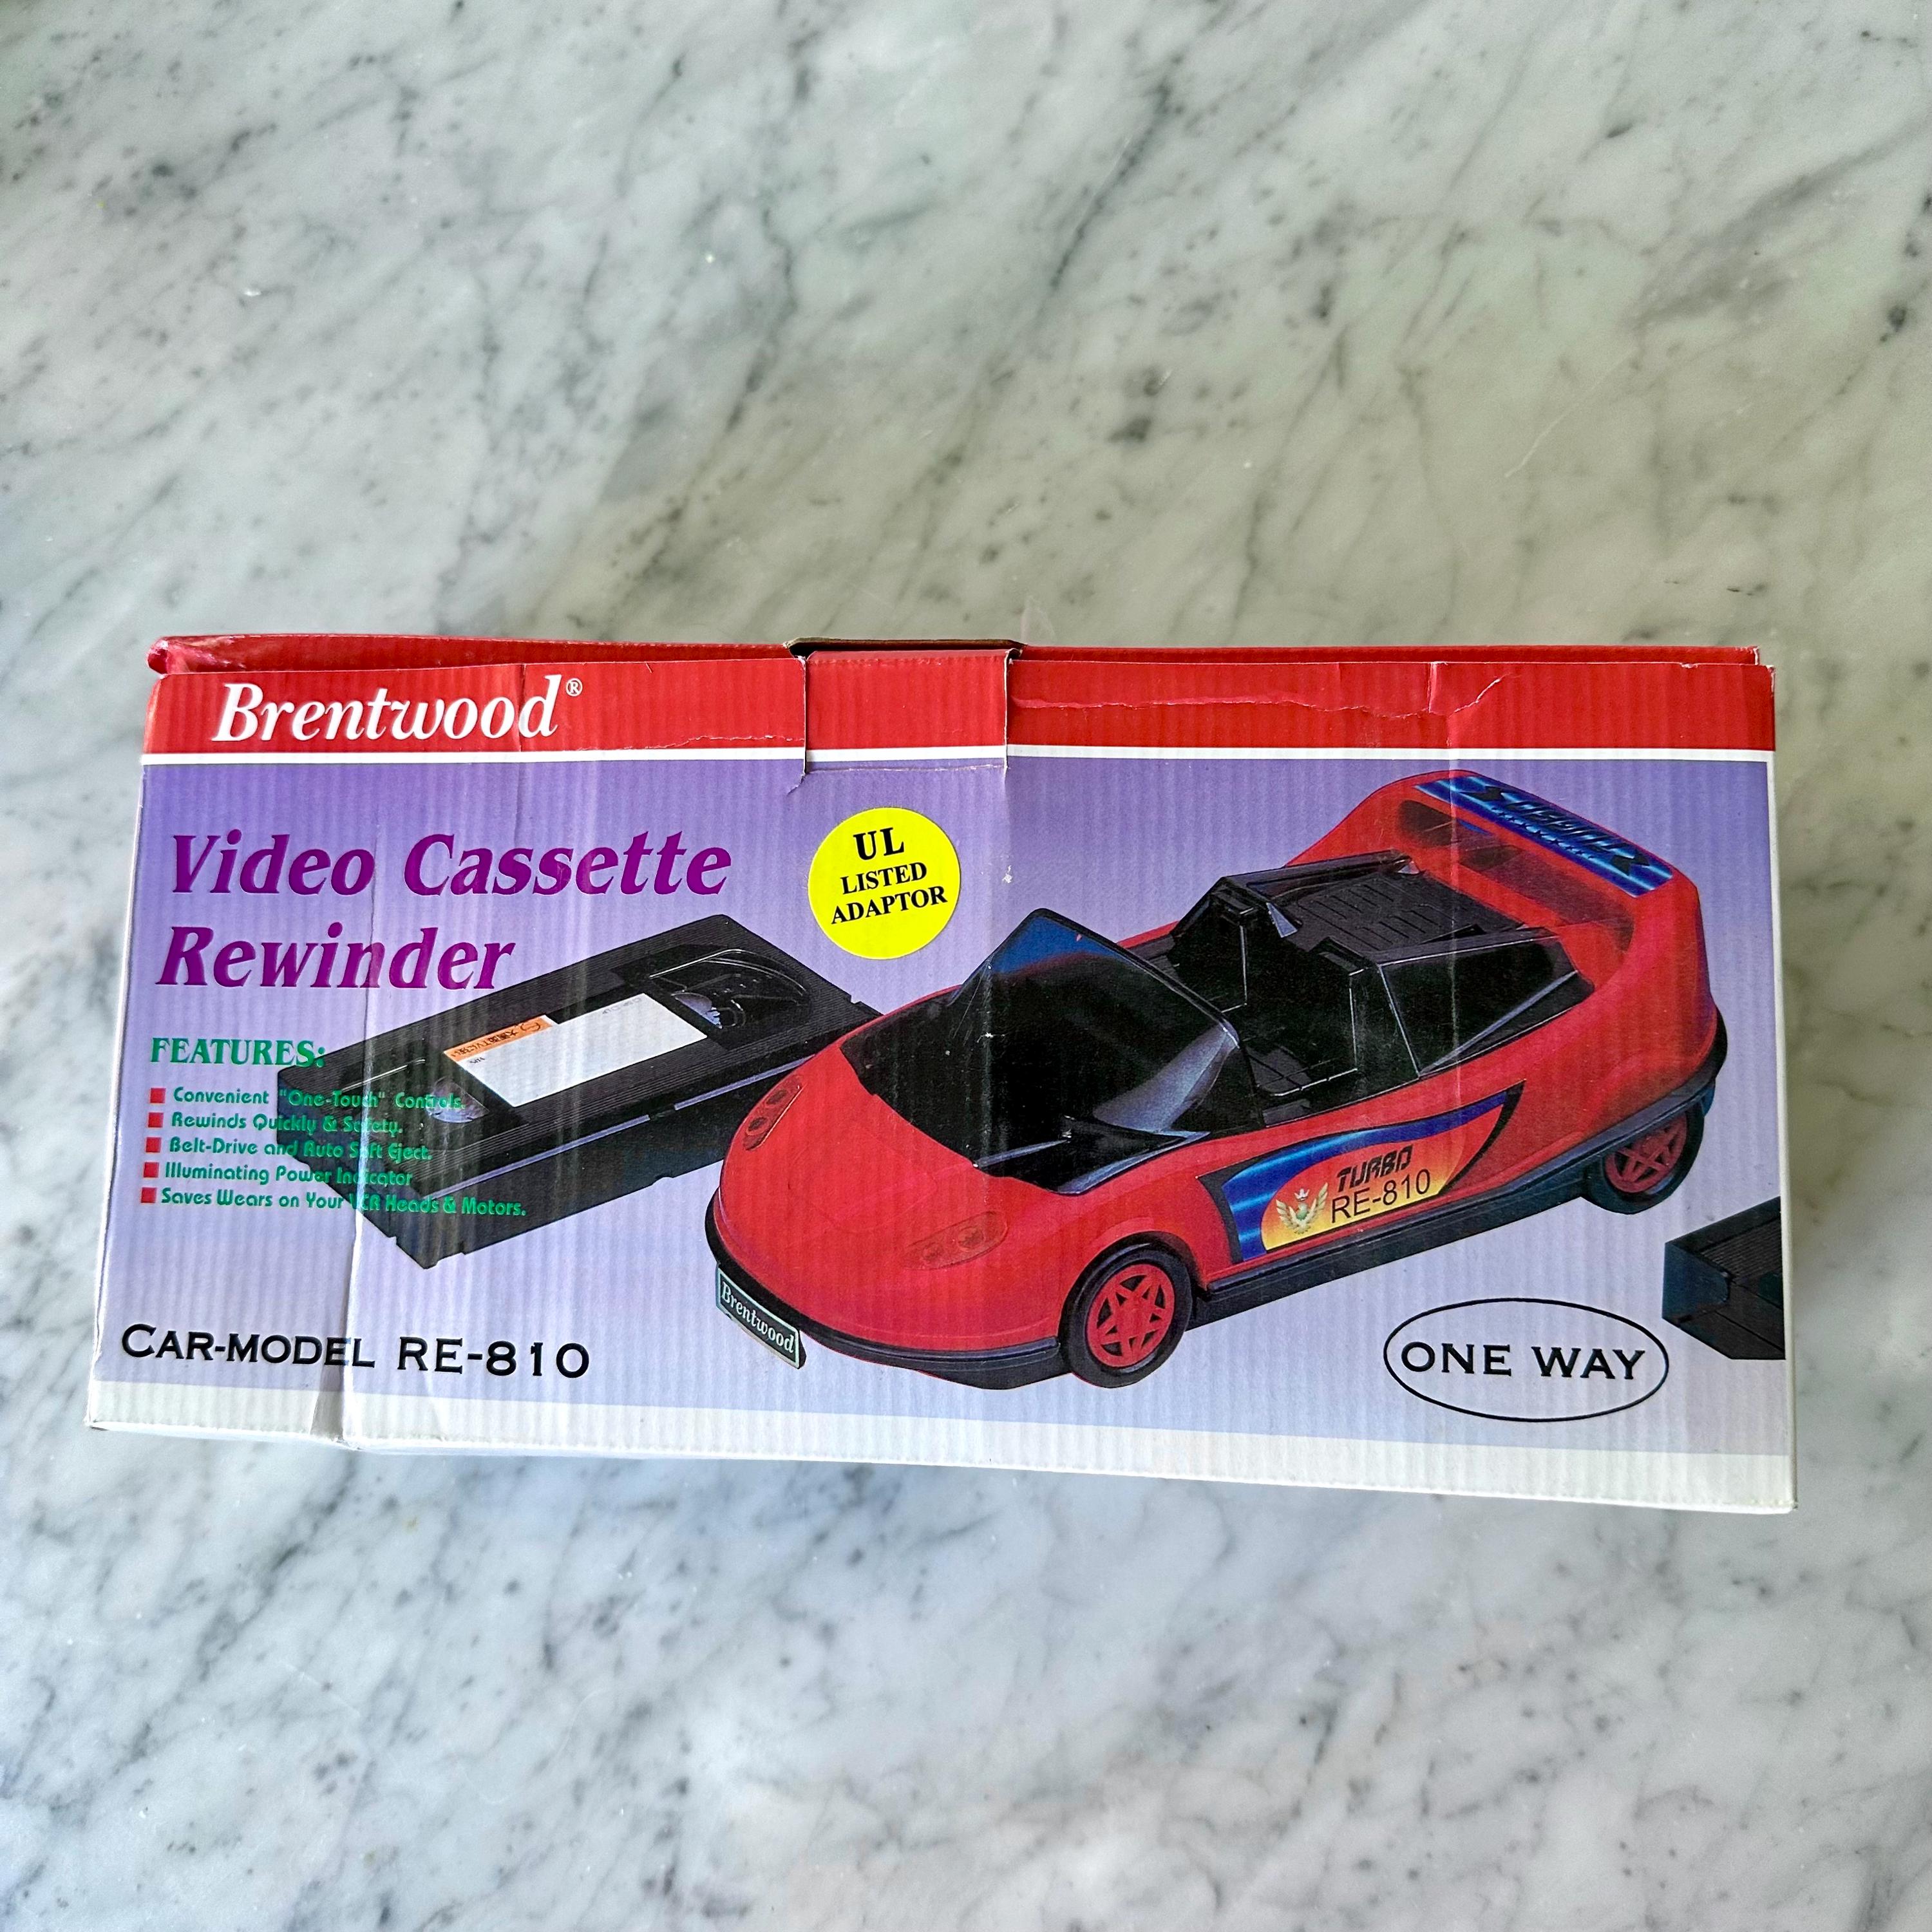 Brentwood®
Video Cassette
Rewinder
UL
LISTED
ADAPTOR
FEATURES:
Convenient "One-Touch" Controls
Rewinds Quickly & Safety.
Belt-Drive and Auto Soft Eject.
Illuminating Power Indicator
Saves Wears on Your VCR Heads & Motors.
TURBO
RE-810
Brentwood
CAR-MODEL RE-810
ONE WAY